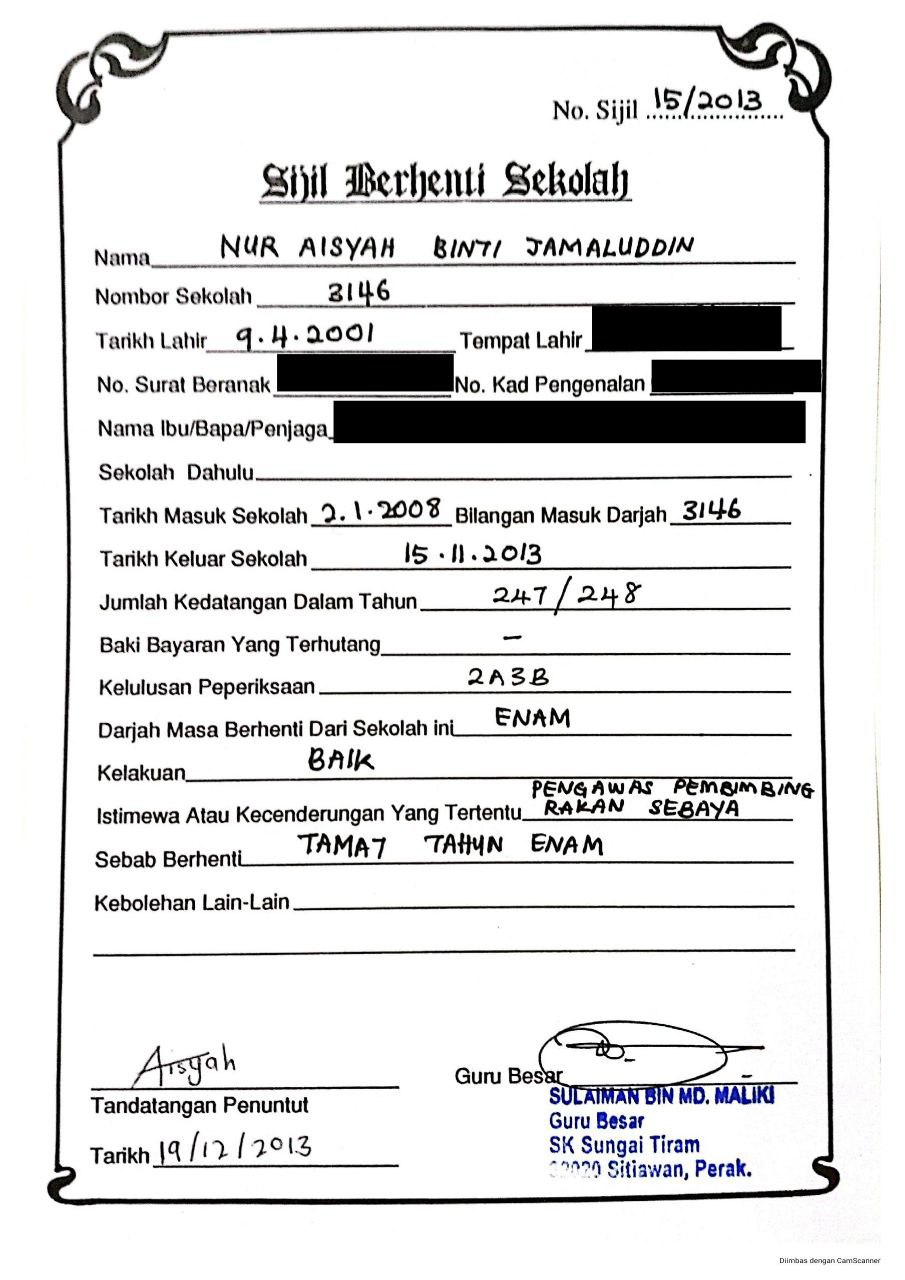 No. Sijil 15/2013
Sijil Berhenti Sekolah
Nama NUR AISYAH BINTI JAMALUDDIN
Nombor Sekolah 3146
Tarikh Lahir 9.4.2001 Tempat Lahir
No. Surat Beranak No. Kad Pengenalan
Nama Ibu/Bapa/Penjaga
Sekolah Dahulu
Tarikh Masuk Sekolah 2.1.2008 Bilangan Masuk Darjah 3146
Tarikh Keluar Sekolah 15.11.2013
Jumlah Kedatangan Dalam Tahun 247/248
Baki Bayaran Yang Terhutang –
Kelulusan Peperiksaan 2A3B
Darjah Masa Berhenti Dari Sekolah ini ENAM
Kelakuan BAIK
PENGAWAS PEMBIMBING
Istimewa Atau Kecenderungan Yang Tertentu RAKAN SEBAYA
Sebab Berhenti TAMAT TAHUN ENAM
Kebolehan Lain-Lain
Aisyah
Guru Besar
Tandatangan Penuntut
SULAIMAN BIN MD. MALIKI
Guru Besar
SK Sungai Tiram
Tarikh 19/12/2013
Sitiawan, Perak.
Diimbas dengan CamScanner